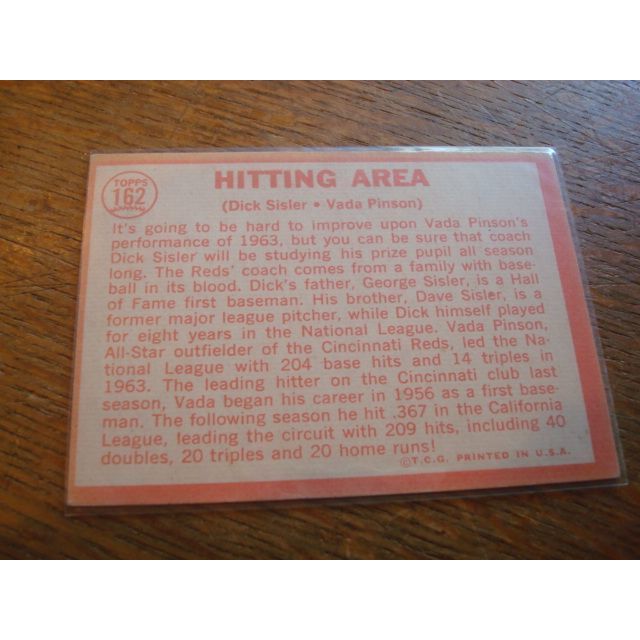 TOPPS
162
HITTING AREA
(Dick Sisler • Vada Pinson)
It's going to be hard to improve upon Vada Pinson's
performance of 1963, but you can be sure that coach
Dick Sisler will be studying his prize pupil all season
long. The Reds' coach comes from a family with base-
ball in its blood. Dick's father, George Sisler, is a Hall
of Fame first baseman. His brother, Dave Sisler, is a
former major league pitcher, while Dick himself played
for eight years in the National League. Vada Pinson,
All-Star outfielder of the Cincinnati Reds, led the Na-
tional League with 204 base hits and 14 triples in
1963. The leading hitter on the Cincinnati club last
season, Vada began his career in 1956 as a first base-
man. The following season he hit .367 in the California
League, leading the circuit with 209 hits, including 40
doubles, 20 triples and 20 home runs!
©T.C.G. PRINTED IN U.S.A.